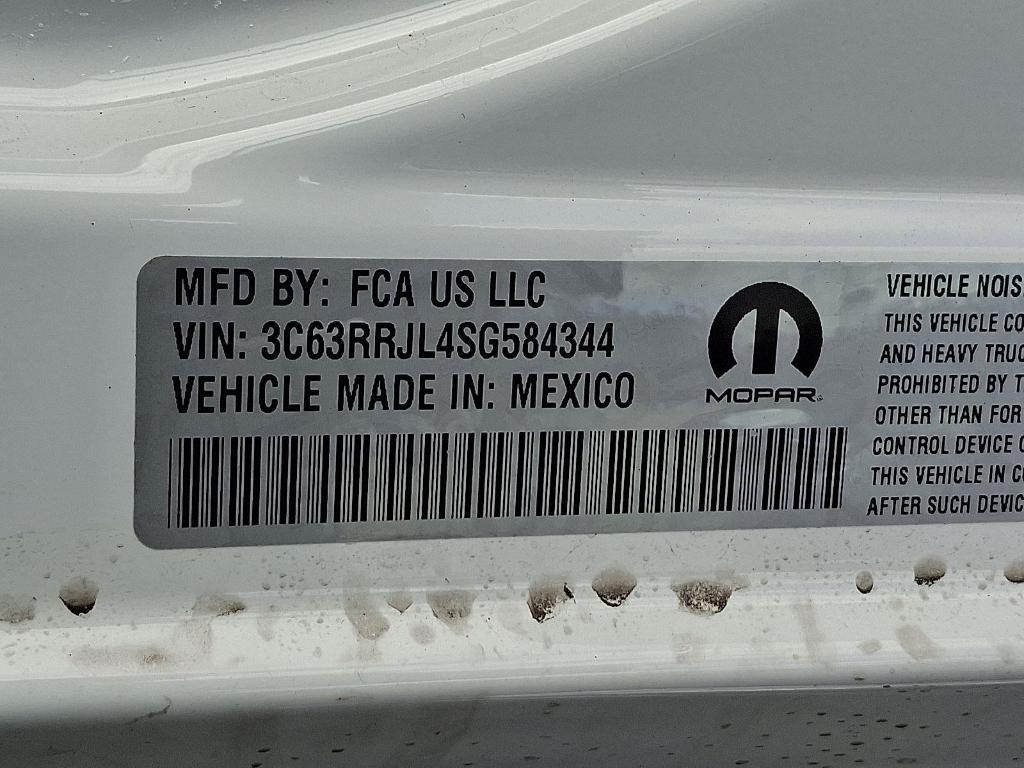 MFD BY: FCA US LLC
VIN: 3C63RRJL4SG584344
VEHICLE MADE IN: MEXICO
MOPAR
VEHICLE NOIS
THIS VEHICLE CO
AND HEAVY TRUC
PROHIBITED BY T
OTHER THAN FOR
CONTROL DEVICE
THIS VEHICLE IN C
AFTER SUCH DEVIC